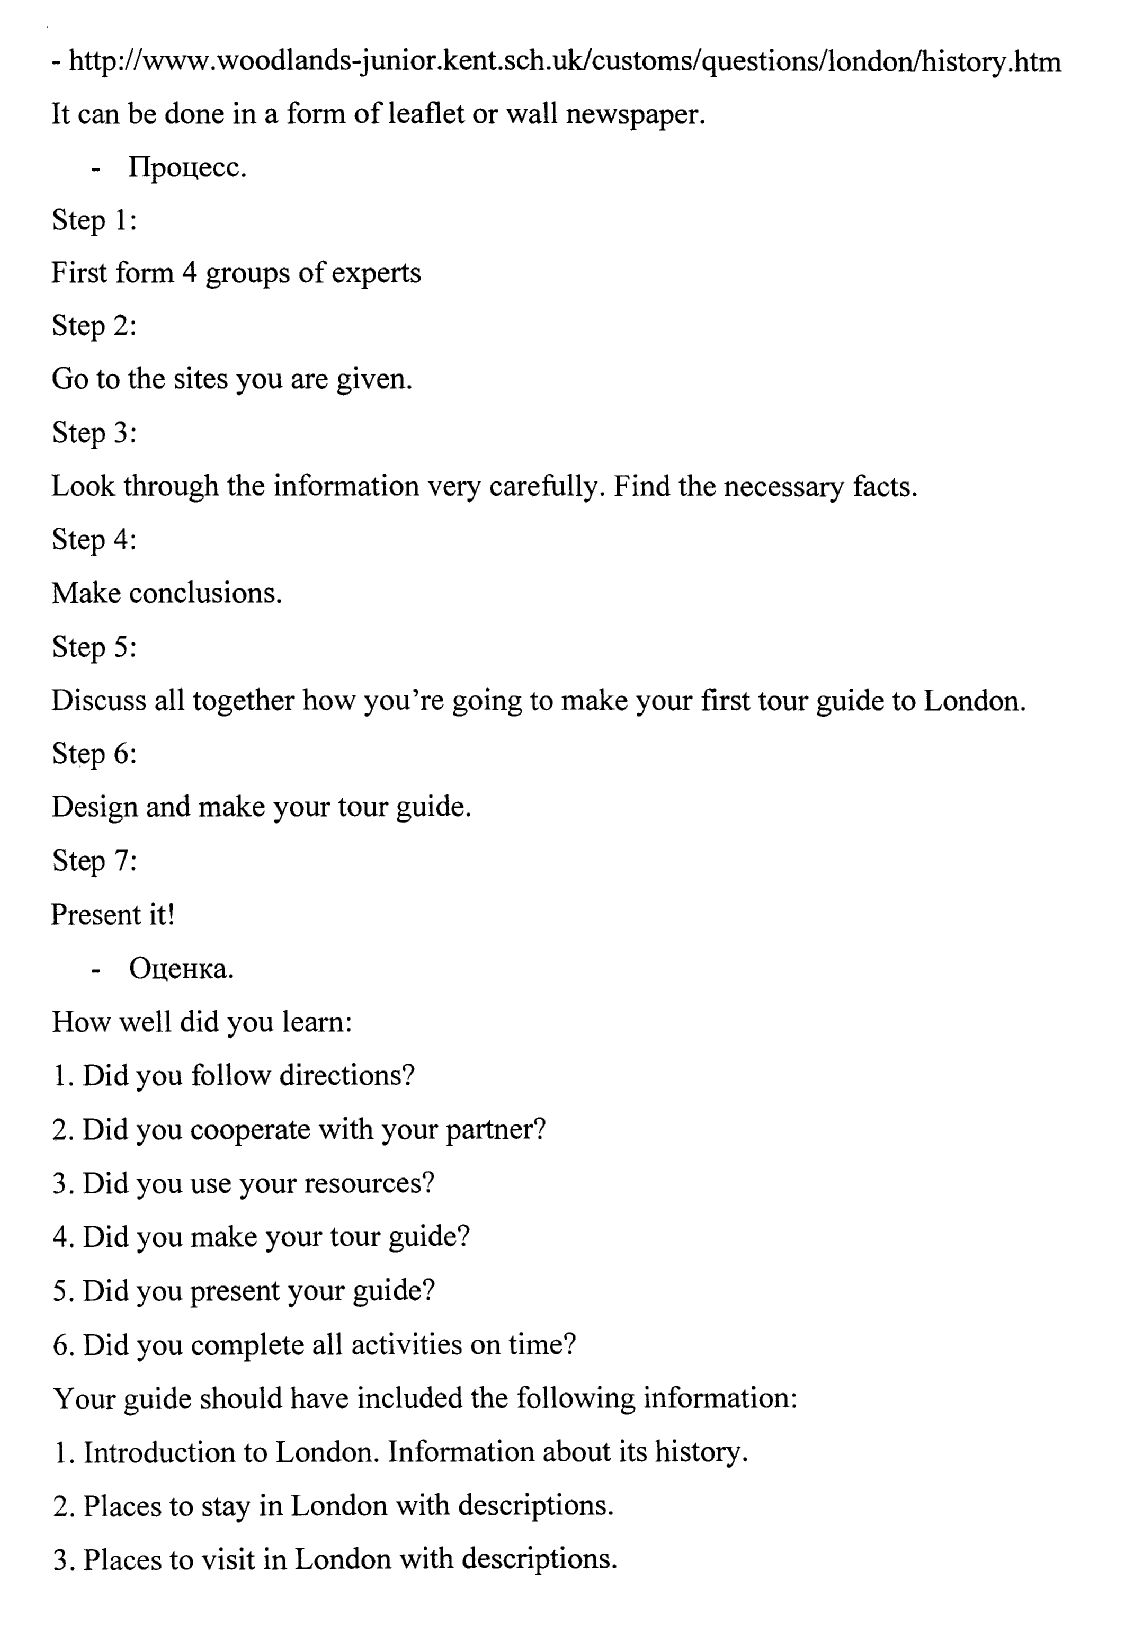 - http://www.woodlands-junior.kent.sch.uk/customs/questions/london/history.htm
It can be done in a form of leaflet or wall newspaper.
- Процесс.
Step 1:
First form 4 groups of experts
Step 2:
Go to the sites you are given.
Step 3:
Look through the information very carefully. Find the necessary facts.
Step 4:
Make conclusions.
Step 5:
Discuss all together how you’re going to make your first tour guide to London.
Step 6:
Design and make your tour guide.
Step 7:
Present it!
- Оценка.
How well did you learn:
1. Did you follow directions?
2. Did you cooperate with your partner?
3. Did you use your resources?
4. Did you make your tour guide?
5. Did you present your guide?
6. Did you complete all activities on time?
Your guide should have included the following information:
1. Introduction to London. Information about its history.
2. Places to stay in London with descriptions.
3. Places to visit in London with descriptions.